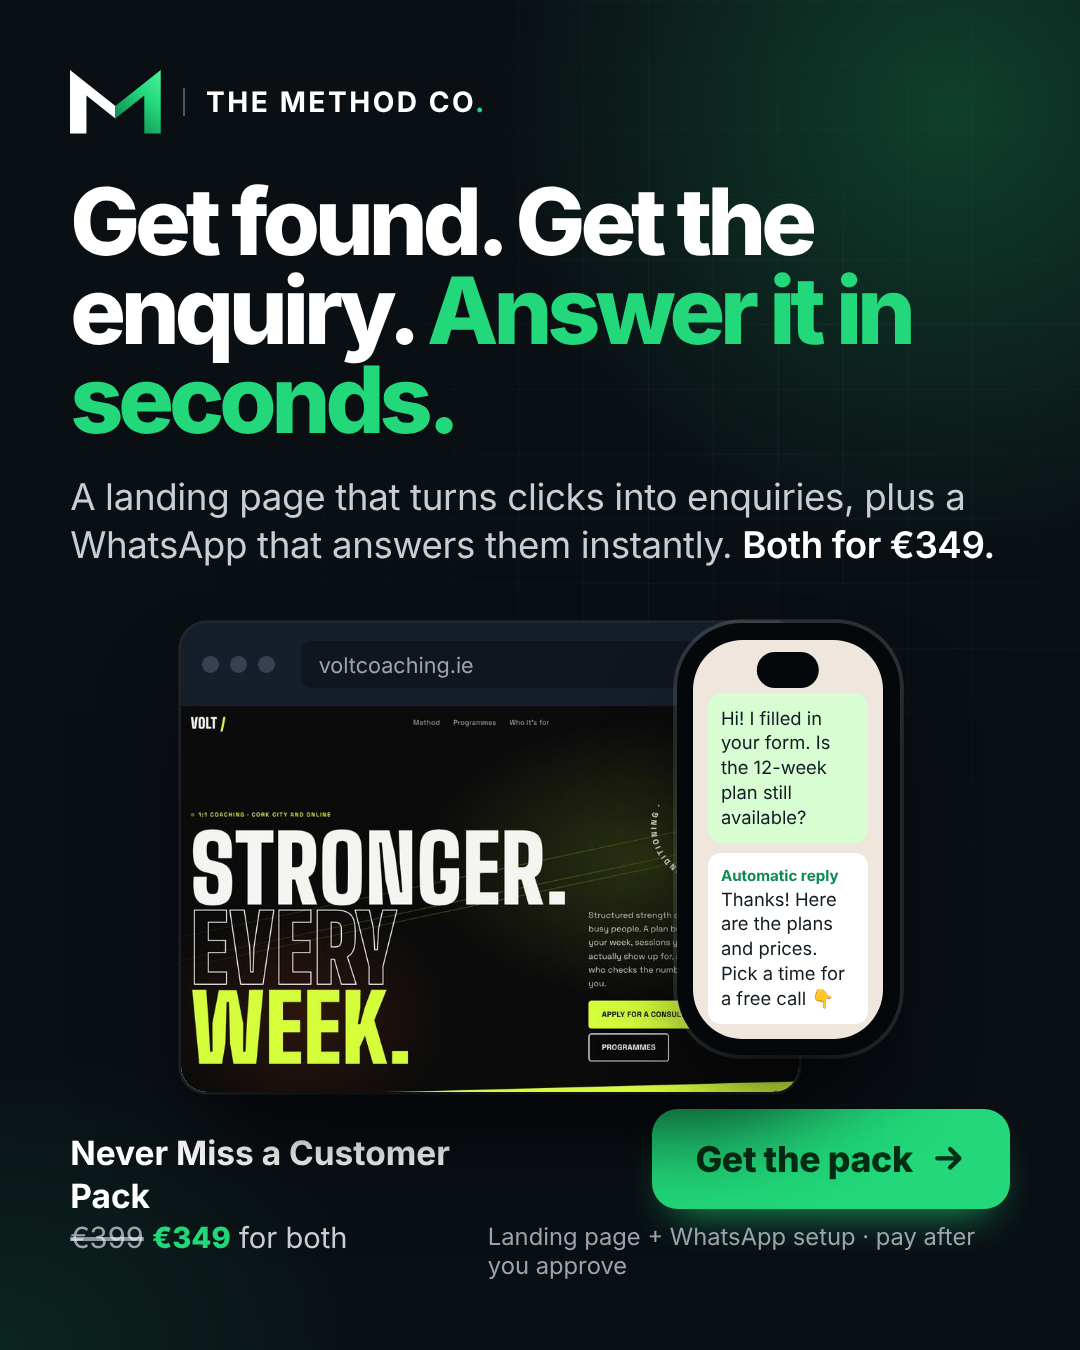 THE METHOD CO.
Get found. Get the
enquiry. Answer it in
seconds.
A landing page that turns clicks into enquiries, plus a
WhatsApp that answers them instantly. Both for €349.
voltcoaching.ie
VOLT /
Method Programmes Who it's for
1:1 COACHING · CORK CITY AND ONLINE
STRONGER.
EVERY
WEEK.
Structured strength
busy people. A plan
your week, sessions
actually show up for,
who checks the
you.
APPLY FOR A
PROGRAMMES
Hi! I filled in
your form. Is
the 12-week
plan still
available?
Automatic reply
Thanks! Here
are the plans
and prices.
Pick a time for
a free call 👇
Never Miss a Customer
Pack
€399 €349 for both
Get the pack →
Landing page + WhatsApp setup · pay after
you approve